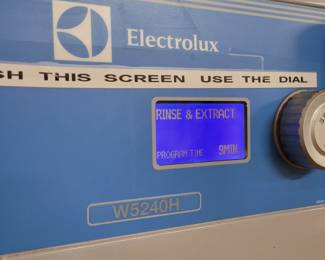 Electrolux
SH THIS SCREEN USE THE DIAL
RINSE & EXTRACT
PROGRAM TIME 9MIN
W5240H